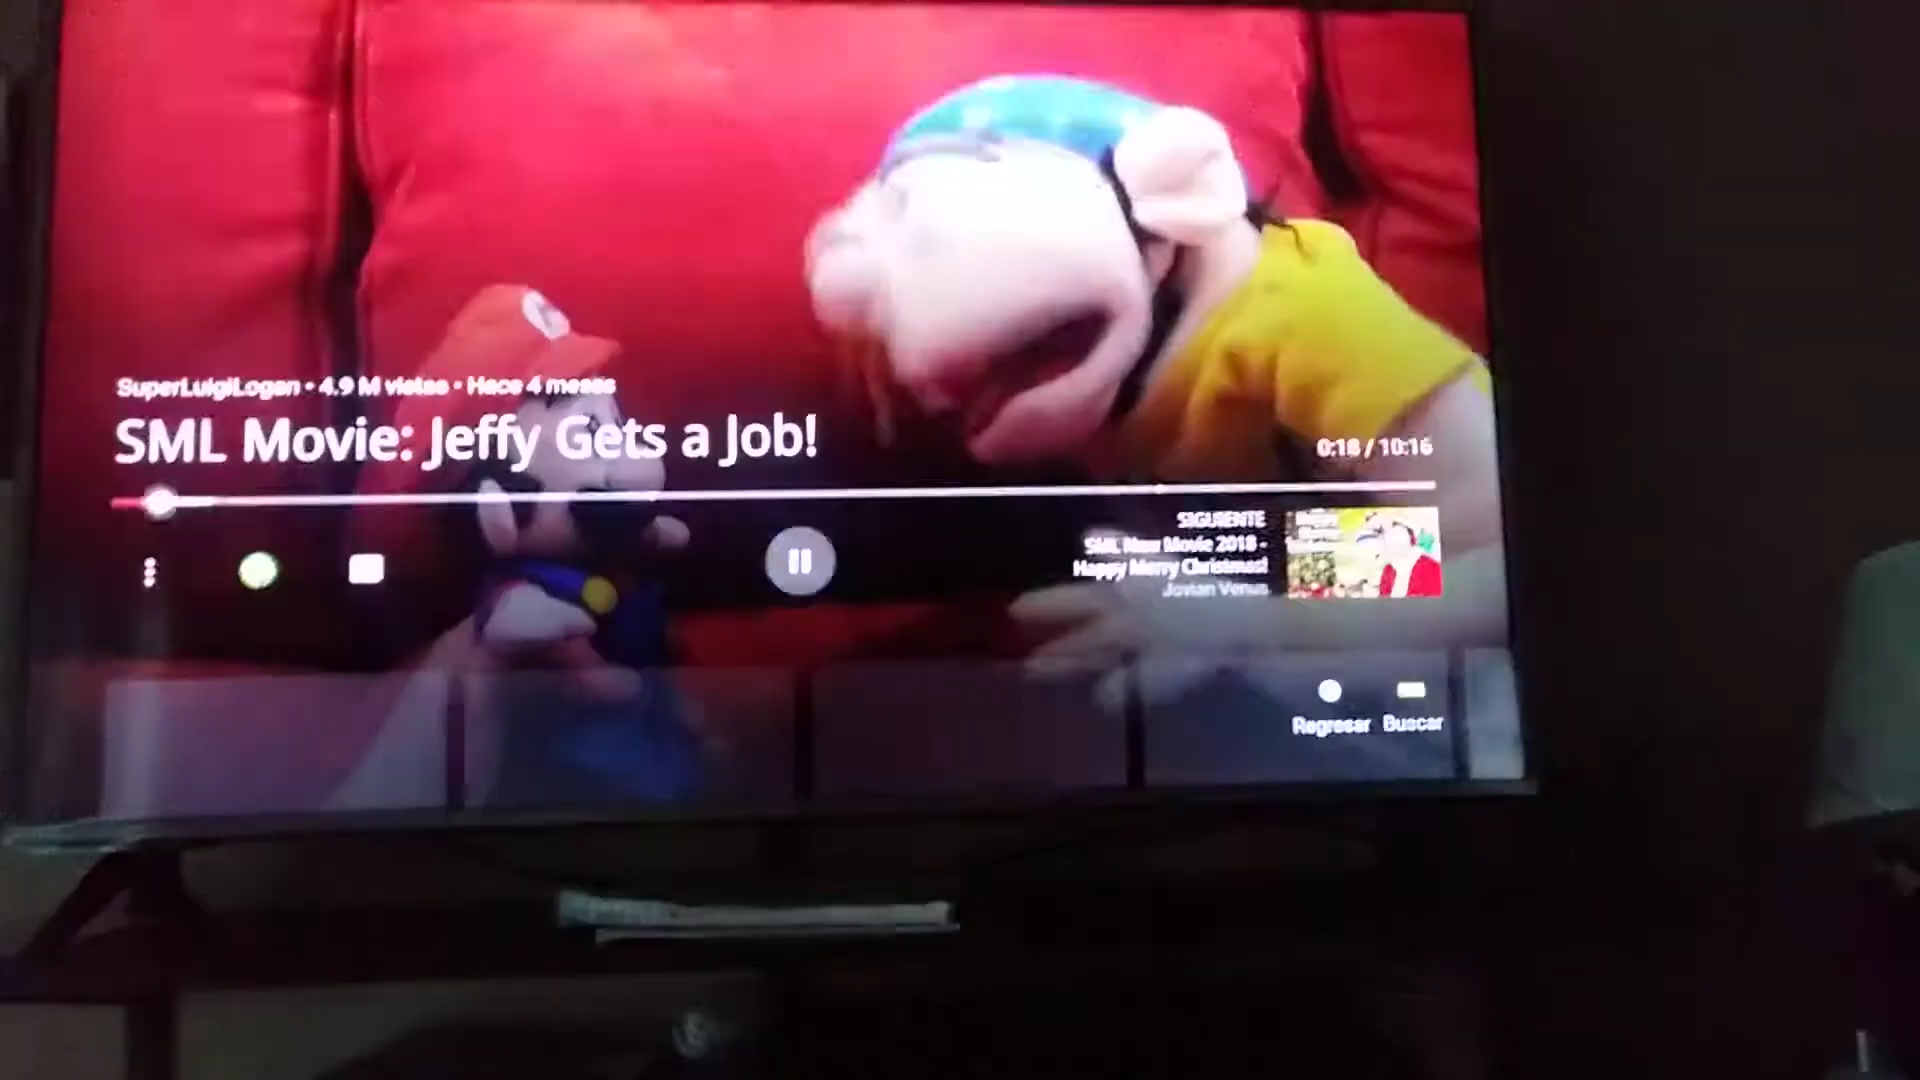 SuperLuigiLogan • 4.9 M vistas • Hace 4 meses
SML Movie: Jeffy Gets a Job!
0:18 / 10:16
SIGUIENTE
SML New Movie 2018 -
Happy Merry Christmas!
Jovian Venus
Regresar Buscar